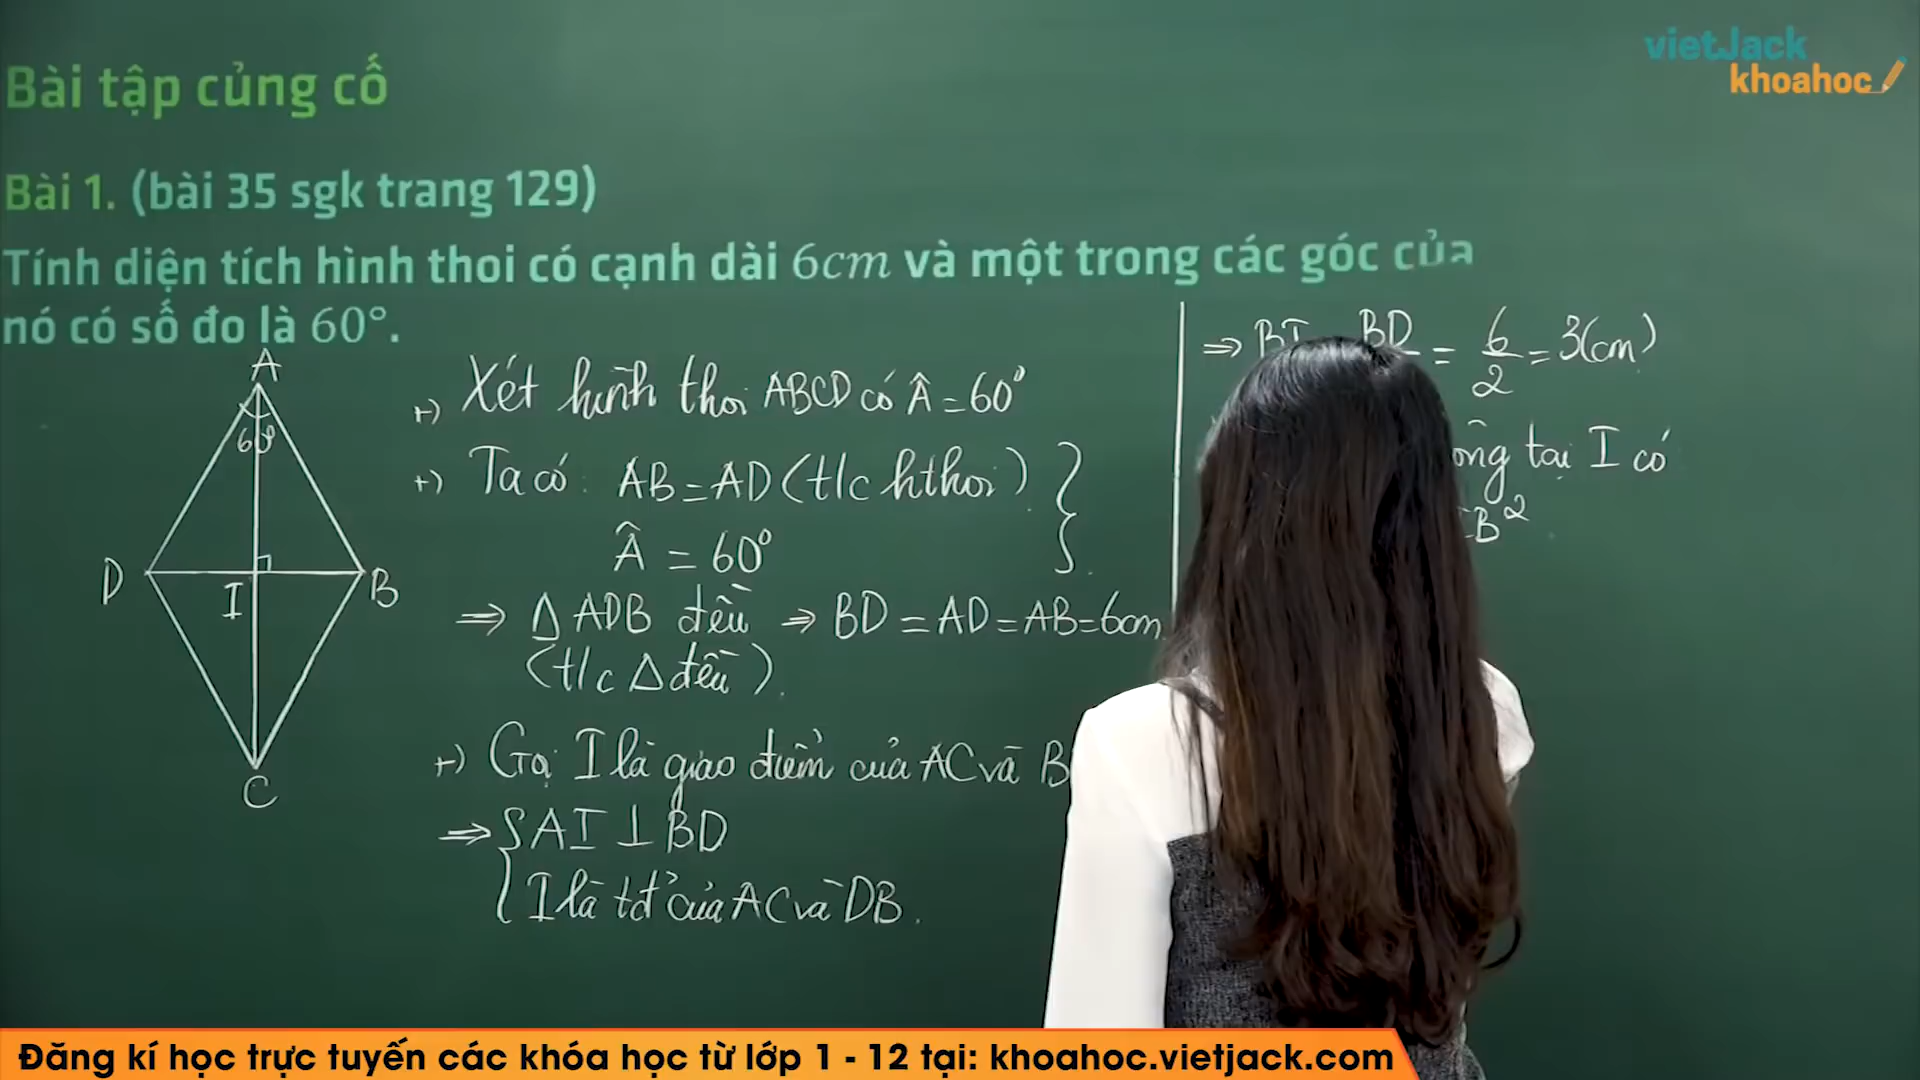 vietJack
khoahoc
Bài tập củng cố
Bài 1. (bài 35 sgk trang 129)
Tính diện tích hình thoi có cạnh dài 6cm và một trong các góc của
nó có số đo là 60°.
A
60°
D
B
I
C
+) Xét hình thoi ABCD có Â = 60°
+) Ta có: AB = AD (t/c hthoi) }
Â = 60°
⇒ Δ ADB đều ⇒ BD = AD = AB = 6cm
(t/c Δ đều).
+) Gọi I là giao điểm của AC và B
⇒ { AI ⊥ BD
I là tđ của AC và DB.
⇒ BI BD = 6/2 = 3(cm)
ông tại I có
B²
Đăng kí học trực tuyến các khóa học từ lớp 1 - 12 tại: khoahoc.vietjack.com